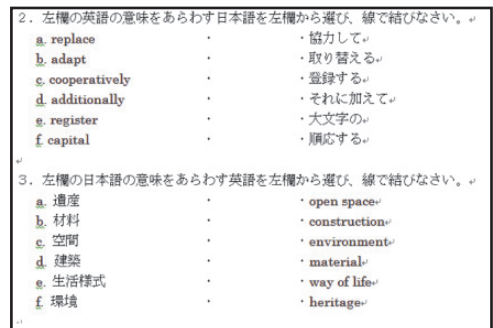 2．左欄の英語の意味をあらわす日本語を左欄から選び、線で結びなさい。
a. replace ・ ・協力して
b. adapt ・ ・取り替える
c. cooperatively ・ ・登録する
d. additionally ・ ・それに加えて
e. register ・ ・大文字の
f. capital ・ ・順応する
3．左欄の日本語の意味をあらわす英語を左欄から選び、線で結びなさい。
a. 遺産 ・ ・open space
b. 材料 ・ ・construction
c. 空間 ・ ・environment
d. 建築 ・ ・material
e. 生活様式 ・ ・way of life
f. 環境 ・ ・heritage